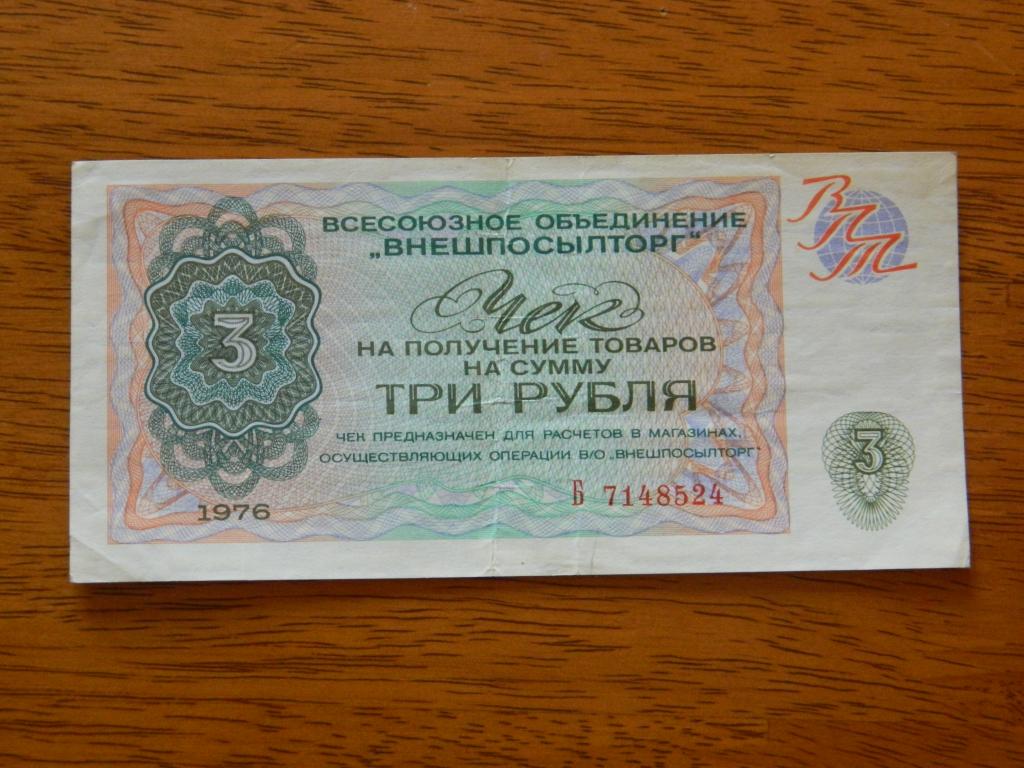 ВСЕСОЮЗНОЕ ОБЪЕДИНЕНИЕ
„ВНЕШПОСЫЛТОРГ“
ВПТ
Чек
НА ПОЛУЧЕНИЕ ТОВАРОВ
НА СУММУ
ТРИ РУБЛЯ
3
ЧЕК ПРЕДНАЗНАЧЕН ДЛЯ РАСЧЕТОВ В МАГАЗИНАХ,
ОСУЩЕСТВЛЯЮЩИХ ОПЕРАЦИИ В/О „ВНЕШПОСЫЛТОРГ“
3
Б 7148524
1976